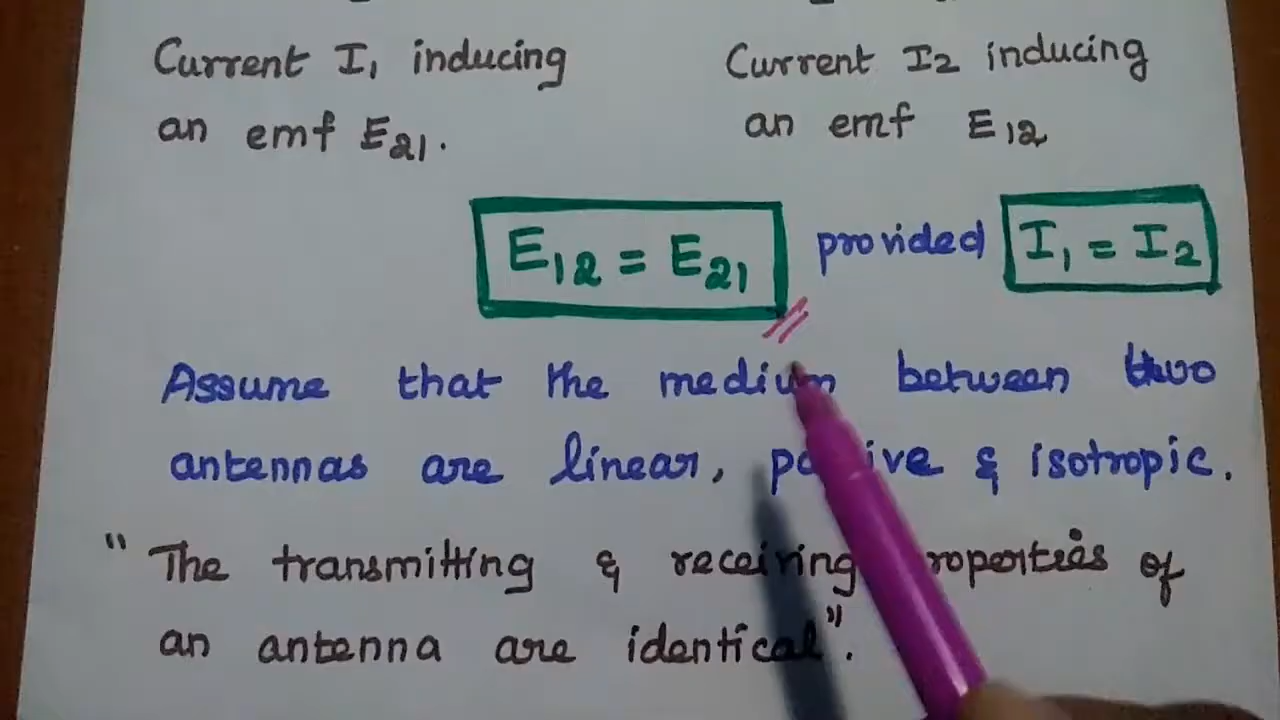 Current I1 inducing
an emf E21.
Current I2 inducing
an emf E12
E12 = E21 provided I1 = I2
Assume that the medium between two
antennas are linear, passive & isotropic.
"The transmitting & receiving properties of
an antenna are identical".